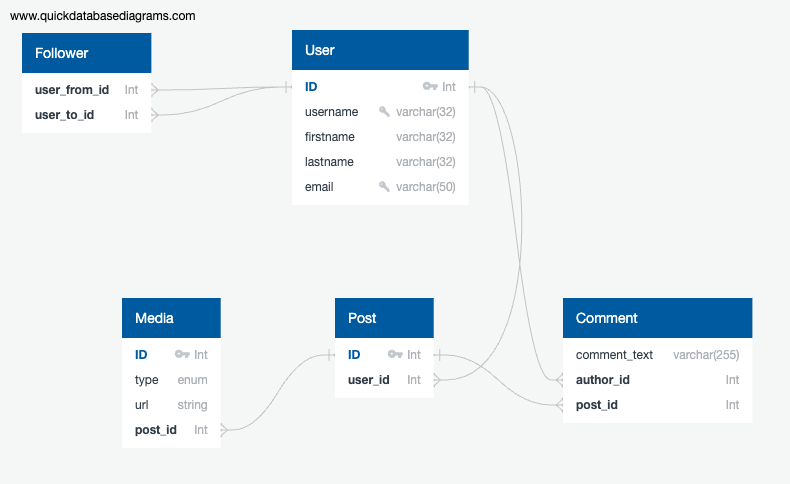 www.quickdatabasediagrams.com
Follower
user_from_id Int
user_to_id Int
User
ID Int
username varchar(32)
firstname varchar(32)
lastname varchar(32)
email varchar(50)
Media
ID Int
type enum
url string
post_id Int
Post
ID Int
user_id Int
Comment
comment_text varchar(255)
author_id Int
post_id Int